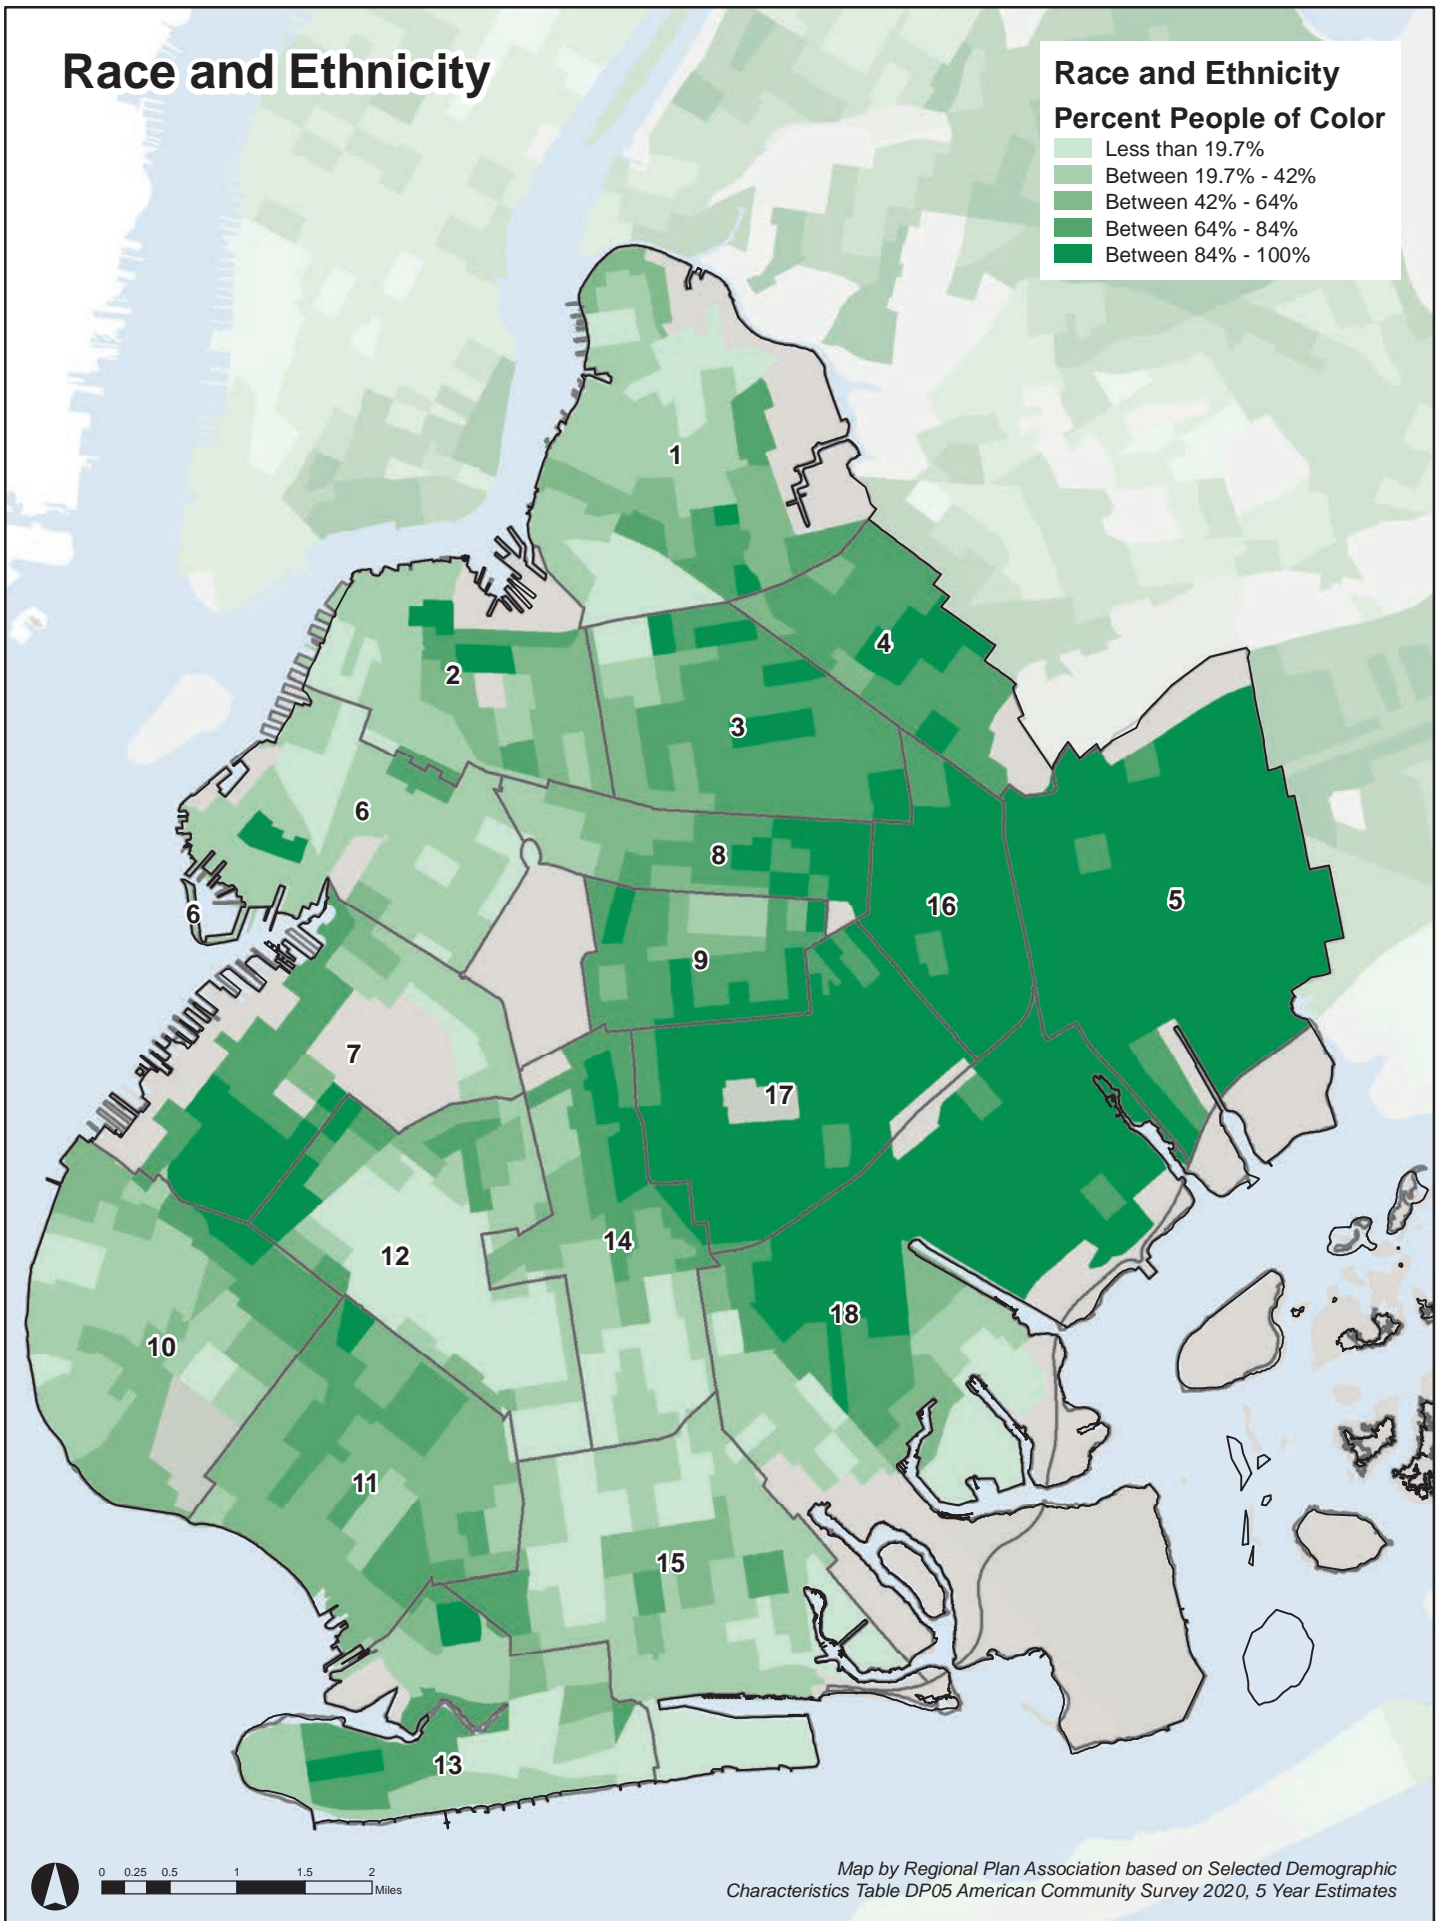 Race and Ethnicity
Race and Ethnicity
Percent People of Color
Less than 19.7%
Between 19.7% - 42%
Between 42% - 64%
Between 64% - 84%
Between 84% - 100%
1
4
2
3
6
8
5
16
6
9
7
17
14
12
18
10
11
15
13
0 0.25 0.5 1 1.5 2
Miles
Map by Regional Plan Association based on Selected Demographic
Characteristics Table DP05 American Community Survey 2020, 5 Year Estimates